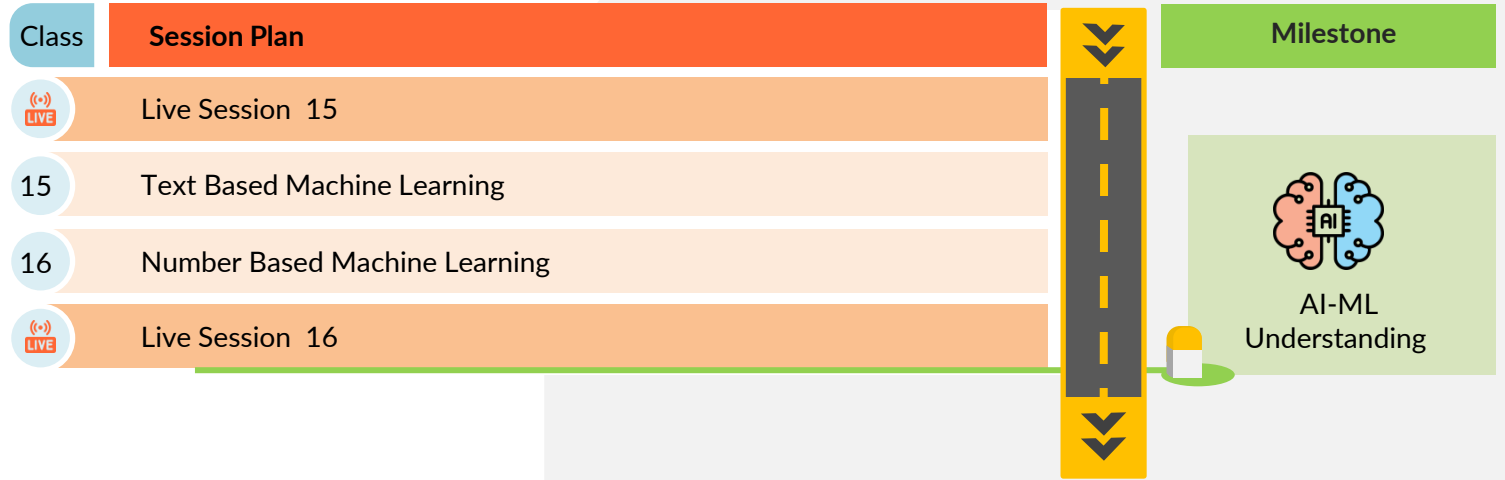 Class Session Plan Milestone
LIVE Live Session 15
15 Text Based Machine Learning
16 Number Based Machine Learning
LIVE Live Session 16
AI
AI-ML
Understanding